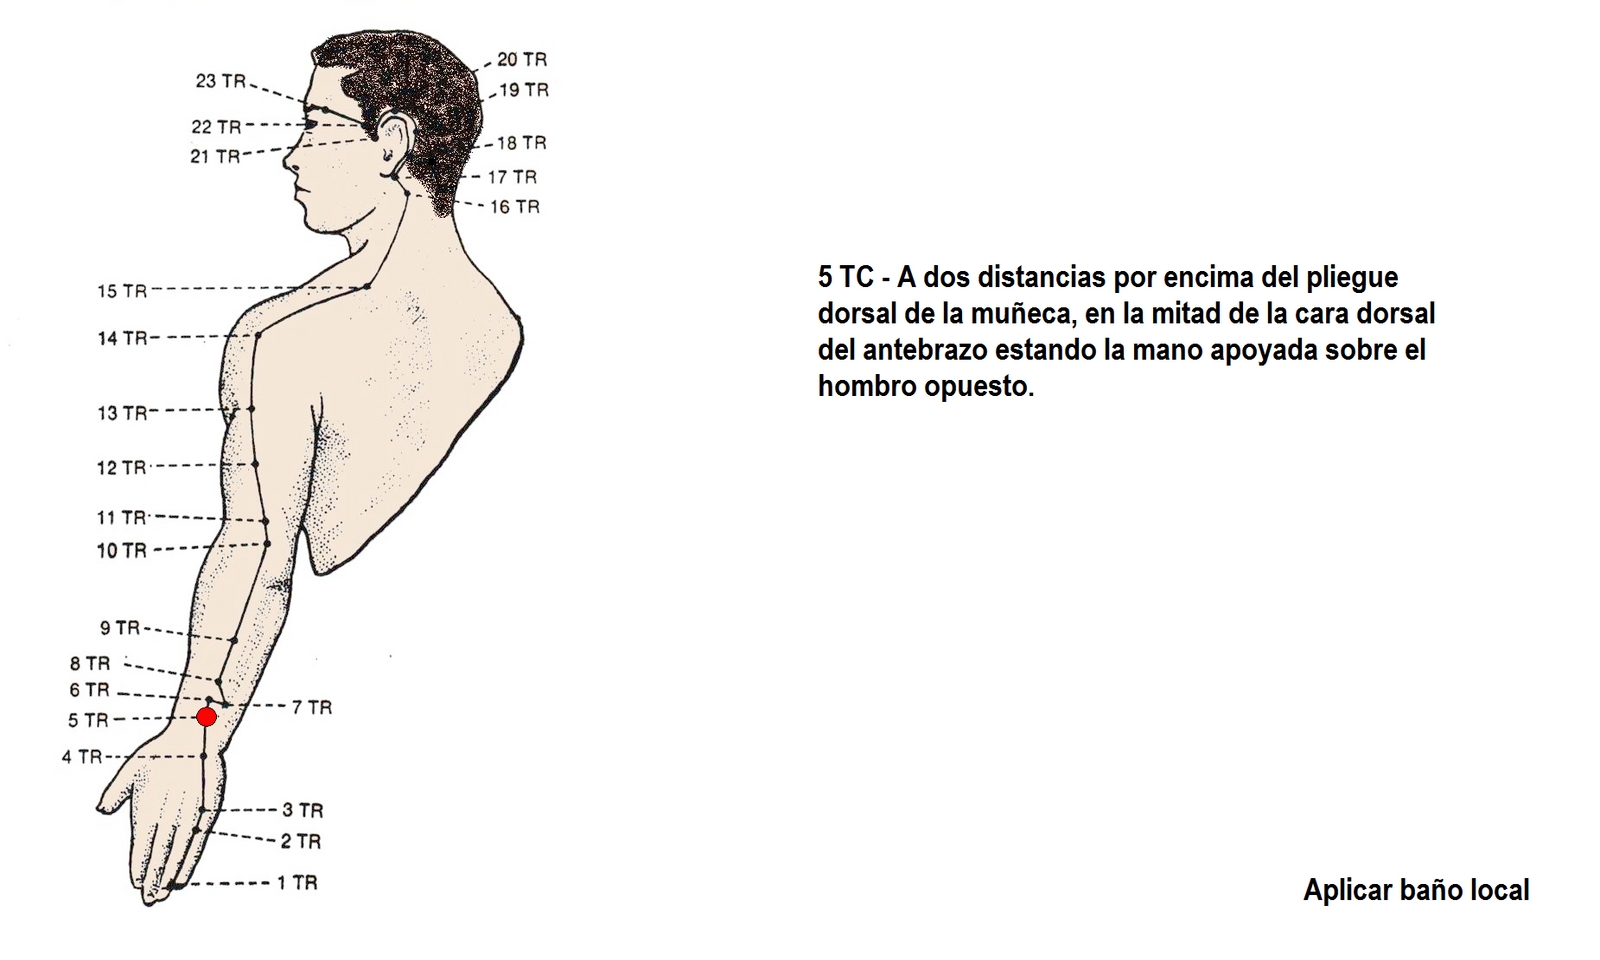 20 TR
23 TR
19 TR
22 TR
18 TR
21 TR
17 TR
16 TR
15 TR
14 TR
13 TR
12 TR
11 TR
10 TR
9 TR
8 TR
6 TR
7 TR
5 TR
4 TR
3 TR
2 TR
1 TR
5 TC - A dos distancias por encima del pliegue
dorsal de la muñeca, en la mitad de la cara dorsal
del antebrazo estando la mano apoyada sobre el
hombro opuesto.
Aplicar baño local